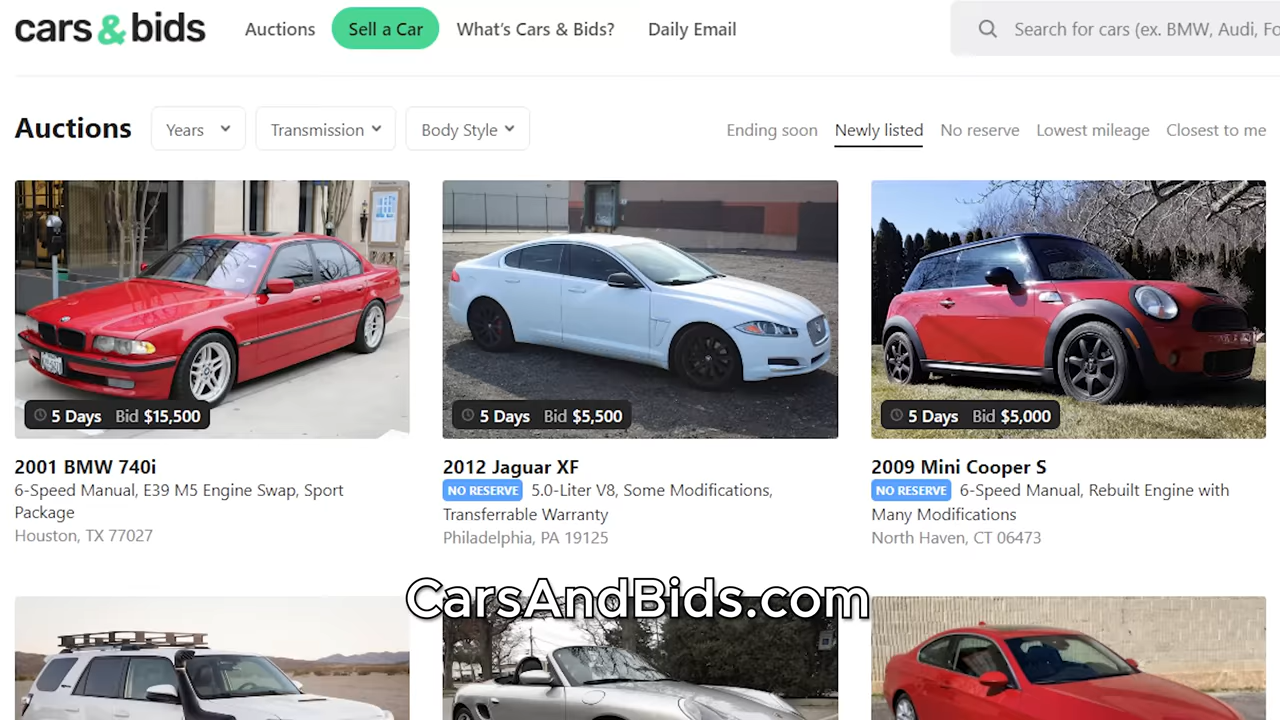 cars & bids
Auctions
Sell a Car
What's Cars & Bids?
Daily Email
Search for cars (ex. BMW, Audi, Fo
Auctions
Years
Transmission
Body Style
Ending soon
Newly listed
No reserve
Lowest mileage
Closest to me
5 Days Bid $15,500
5 Days Bid $5,500
5 Days Bid $5,000
2001 BMW 740i
6-Speed Manual, E39 M5 Engine Swap, Sport
Package
Houston, TX 77027
2012 Jaguar XF
NO RESERVE 5.0-Liter V8, Some Modifications,
Transferrable Warranty
Philadelphia, PA 19125
2009 Mini Cooper S
NO RESERVE 6-Speed Manual, Rebuilt Engine with
Many Modifications
North Haven, CT 06473
CarsAndBids.com